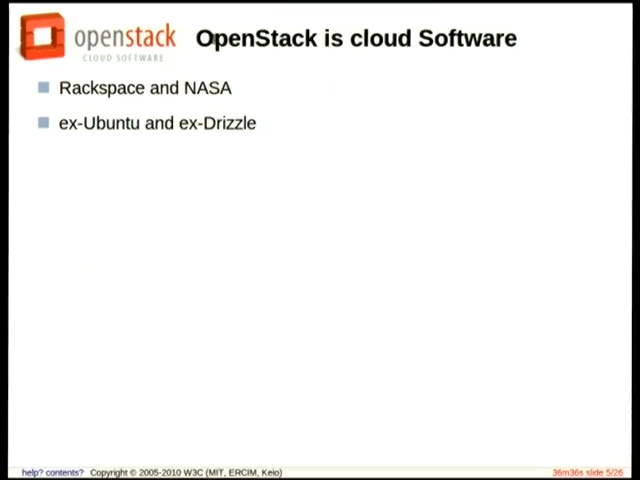 openstack
CLOUD SOFTWARE
OpenStack is cloud Software
Rackspace and NASA
ex-Ubuntu and ex-Drizzle
help? contents? Copyright © 2005-2010 W3C (MIT, ERCIM, Keio)
36m36s slide 5/26